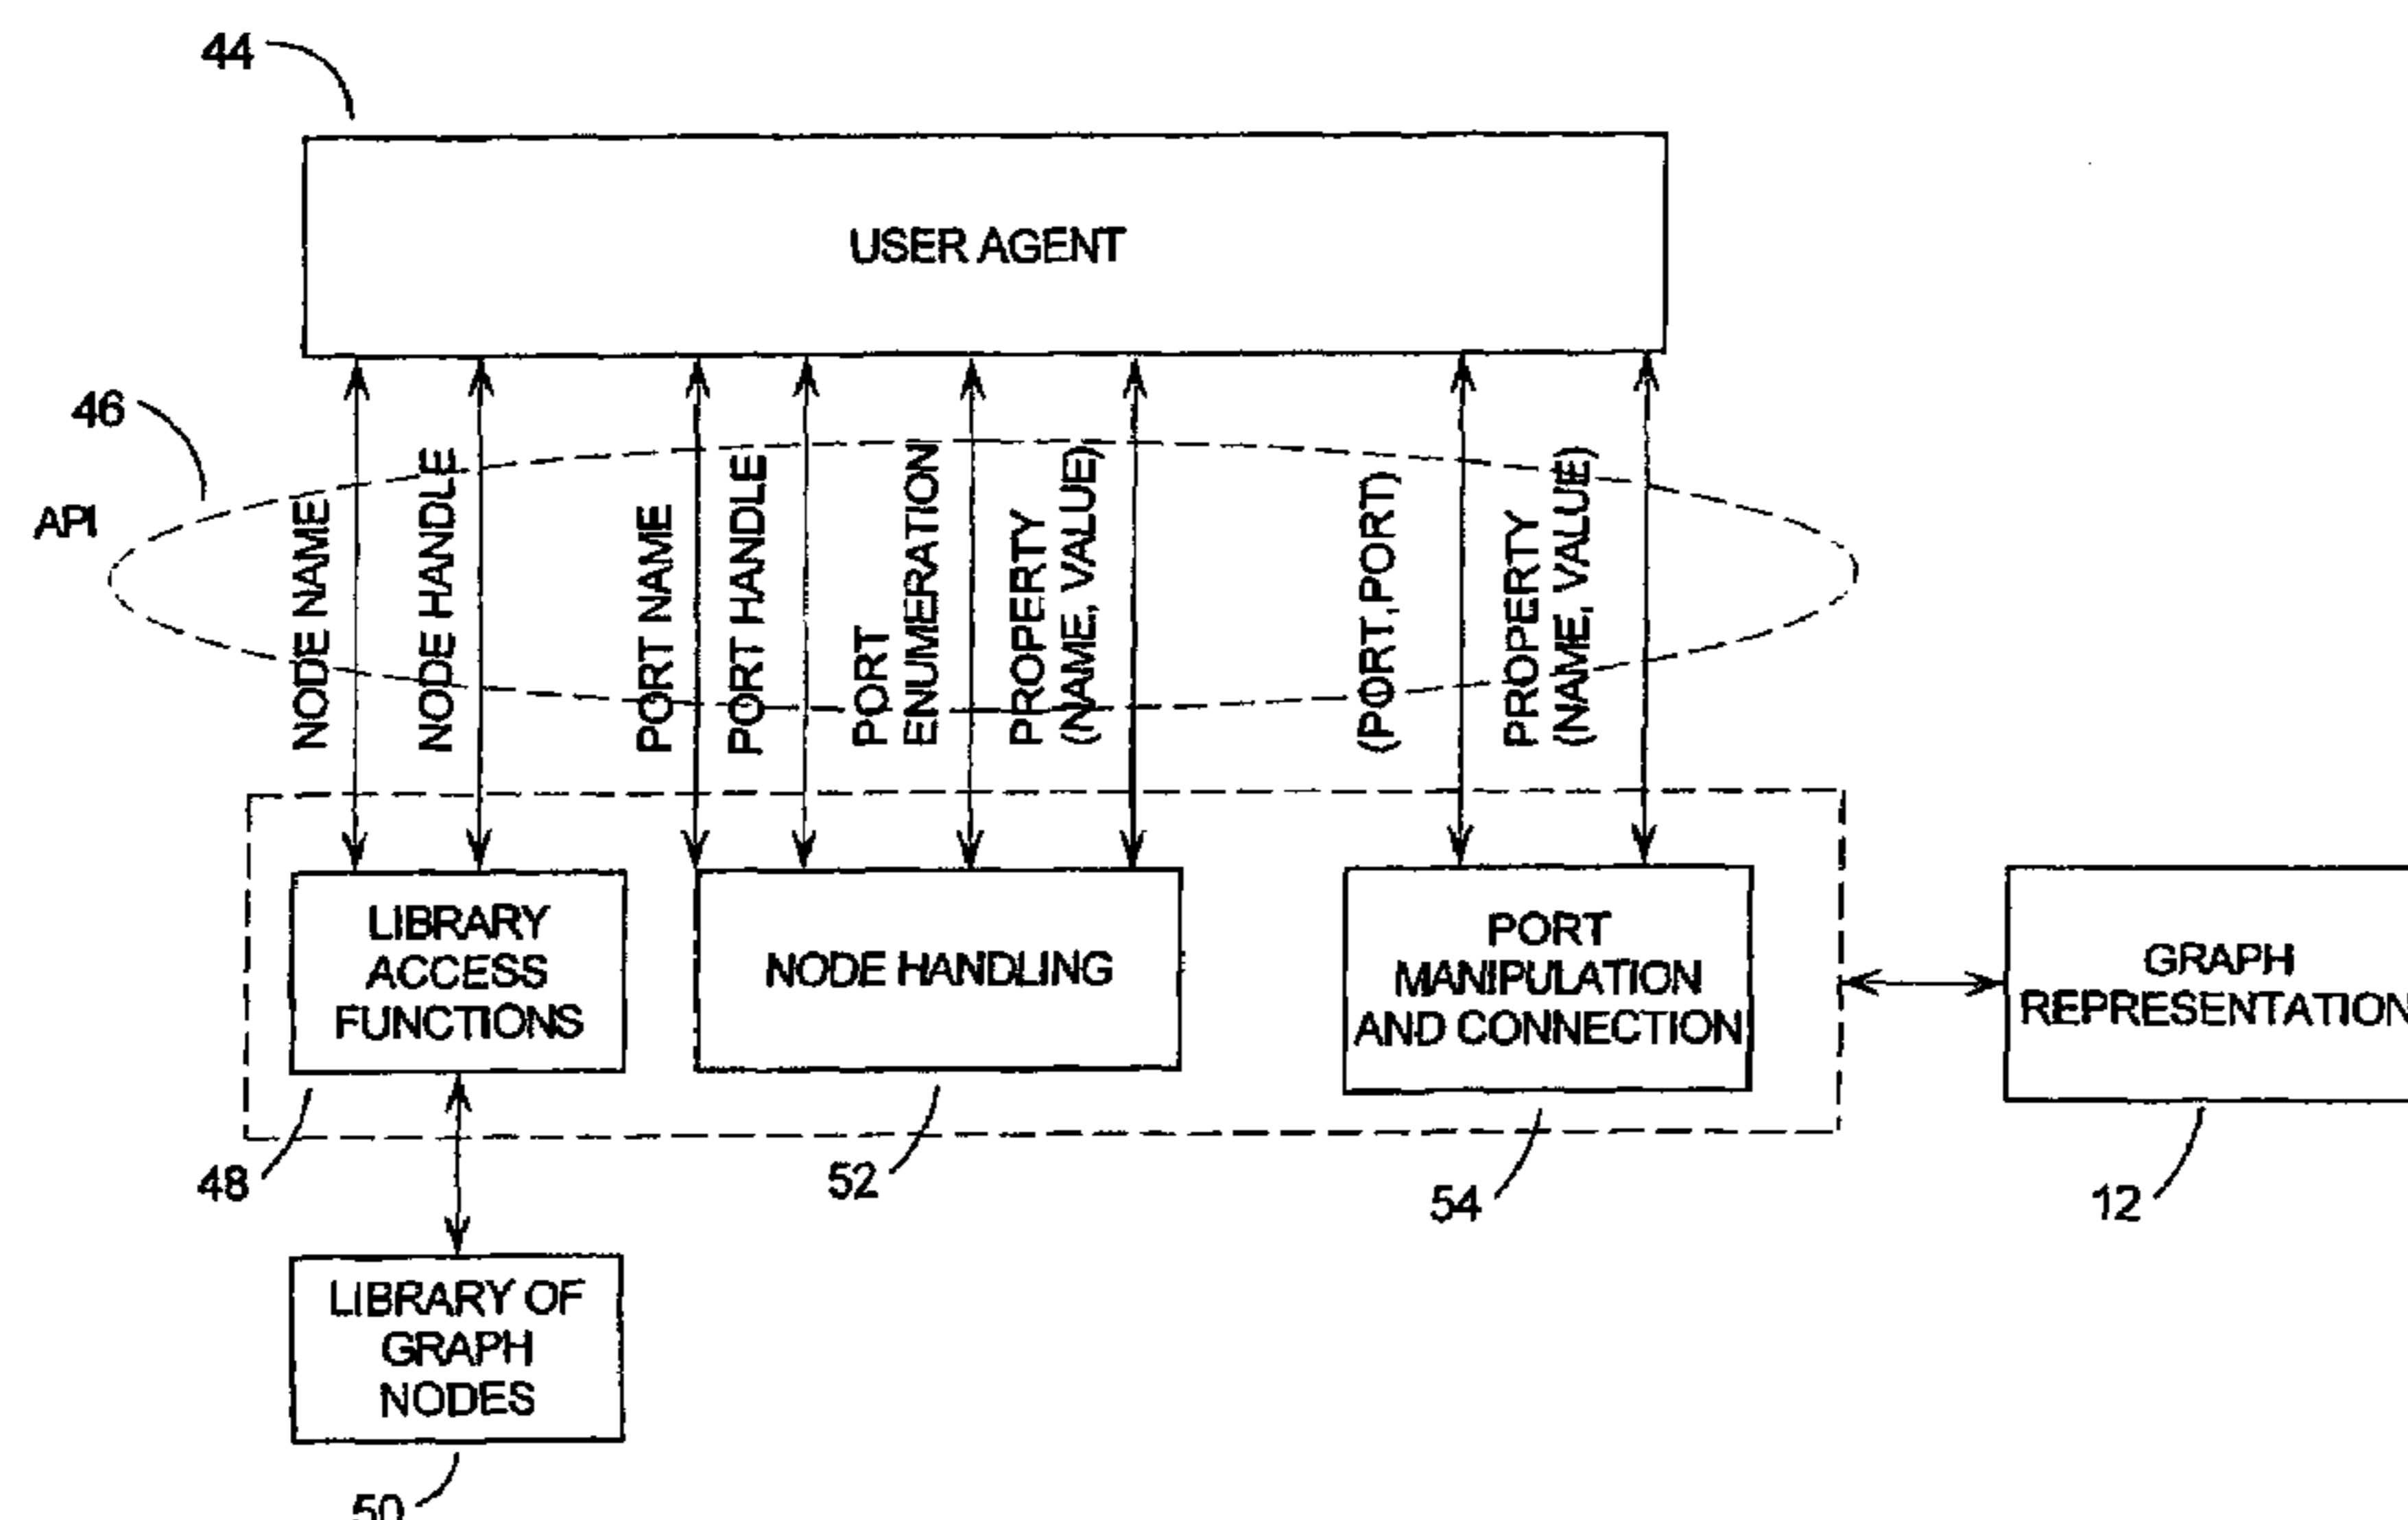 44
USER AGENT
46
API
NODE NAME
NODE HANDLE
PORT NAME
PORT HANDLE
PORT
ENUMERATION
PROPERTY
(NAME, VALUE)
(PORT,PORT)
PROPERTY
(NAME, VALUE)
LIBRARY
ACCESS
FUNCTIONS
NODE HANDLING
PORT
MANIPULATION
AND CONNECTION
GRAPH
REPRESENTATION
48
52
54
12
LIBRARY OF
GRAPH
NODES
50